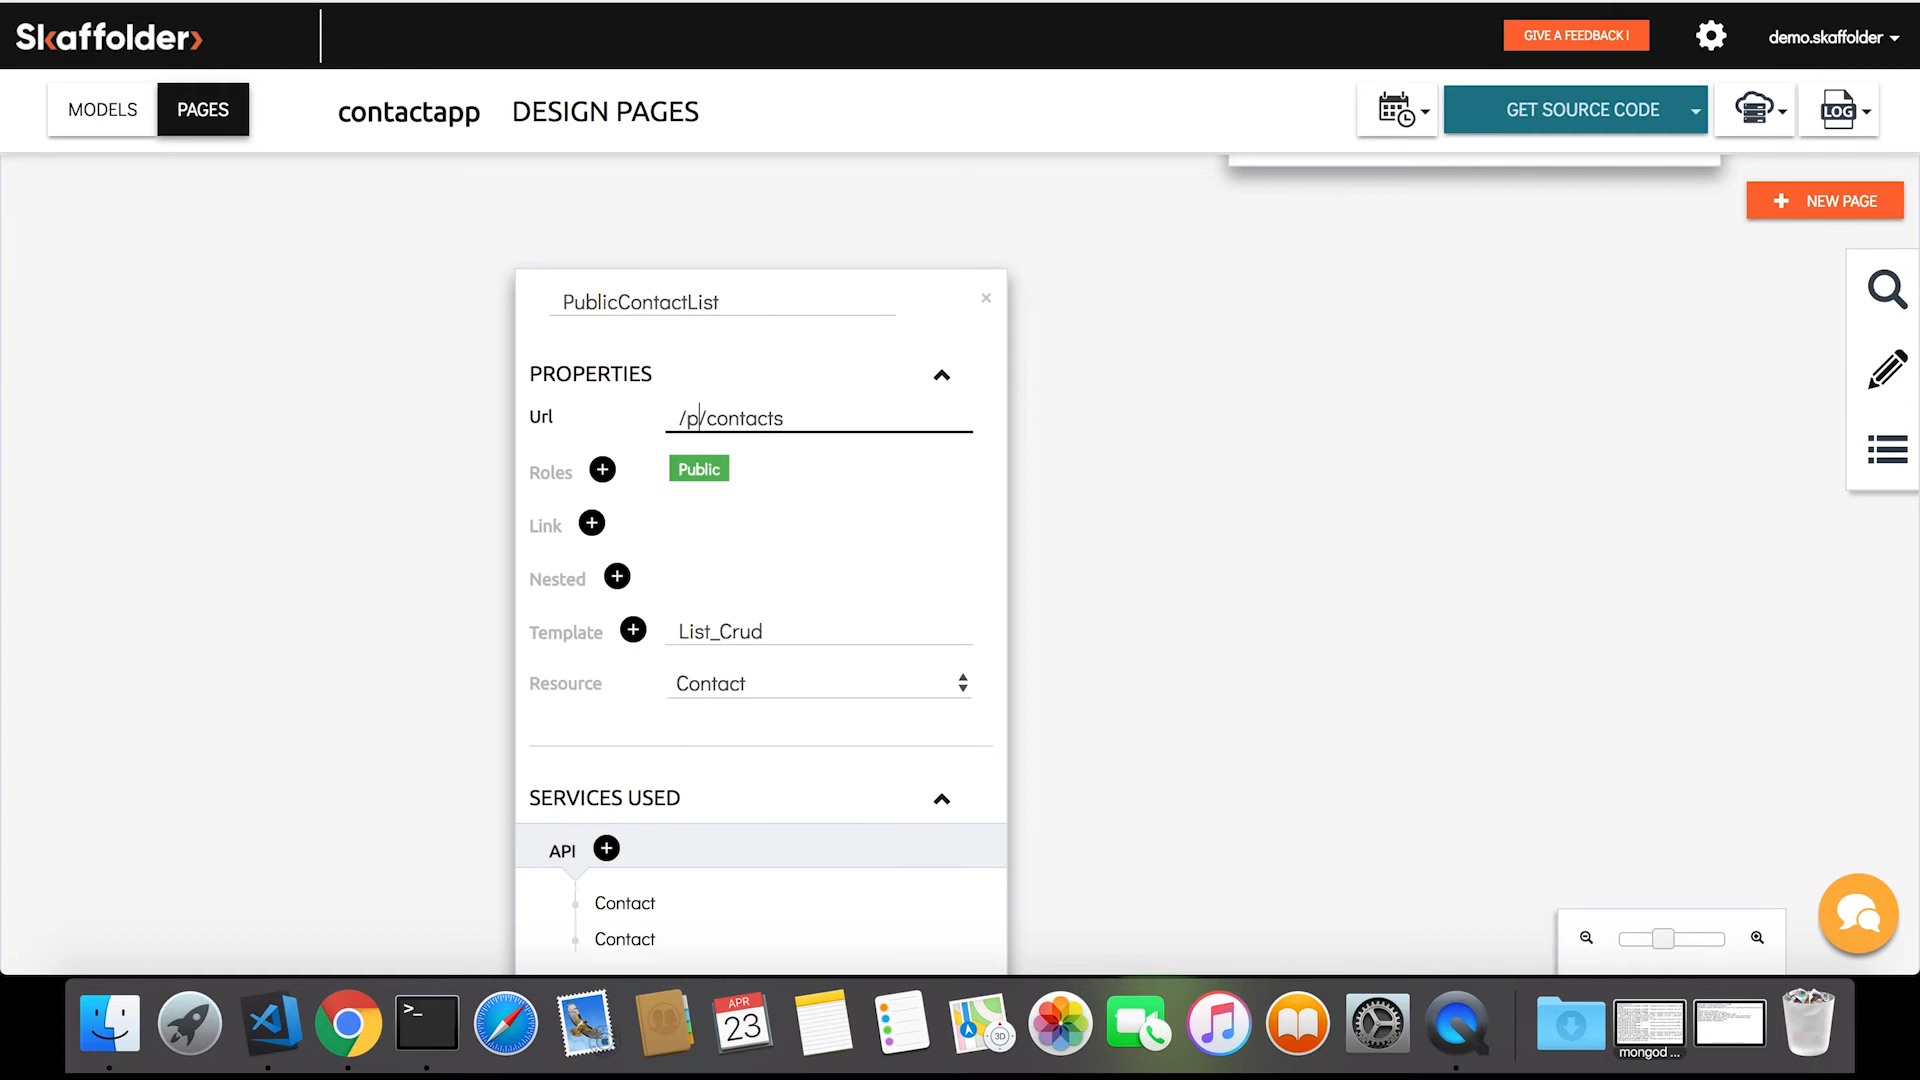 Skaffolder
GIVE A FEEDBACK !
demo.skaffolder
MODELS
PAGES
contactapp
DESIGN PAGES
GET SOURCE CODE
LOG
NEW PAGE
PublicContactList
×
PROPERTIES
Url
/p/contacts
Roles
Public
Link
Nested
Template
List_Crud
Resource
Contact
SERVICES USED
API
Contact
Contact
APR
23
3D
mongod ...